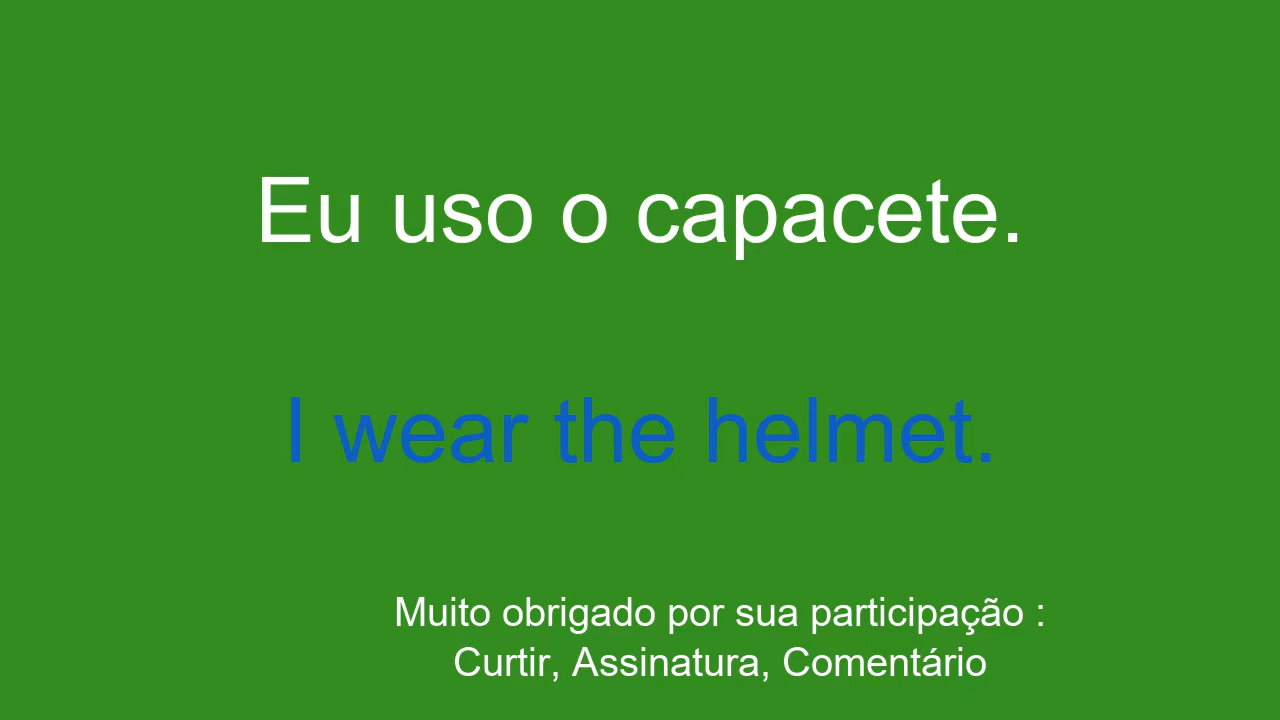 Eu uso o capacete.
I wear the helmet.
Muito obrigado por sua participação :
Curtir, Assinatura, Comentário